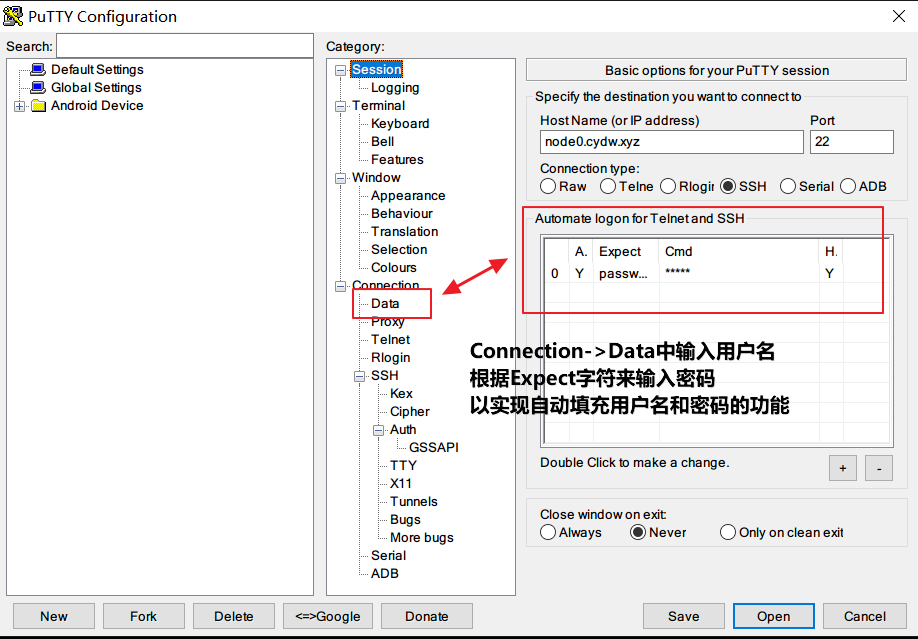 PuTTY Configuration
Search:
Default Settings
Global Settings
Android Device
Category:
Session
Logging
Terminal
Keyboard
Bell
Features
Window
Appearance
Behaviour
Translation
Selection
Colours
Connection
Data
Proxy
Telnet
Rlogin
SSH
Kex
Cipher
Auth
GSSAPI
TTY
X11
Tunnels
Bugs
More bugs
Serial
ADB
Basic options for your PuTTY session
Specify the destination you want to connect to
Host Name (or IP address) Port
node0.cydw.xyz 22
Connection type:
Raw Telne Rlogin SSH Serial ADB
Automate logon for Telnet and SSH
A. Expect Cmd H.
0 Y passw... ***** Y
Connection->Data中输入用户名
根据Expect字符来输入密码
以实现自动填充用户名和密码的功能
Double Click to make a change.
+ -
Close window on exit:
Always Never Only on clean exit
New Fork Delete <=>Google Donate Save Open Cancel